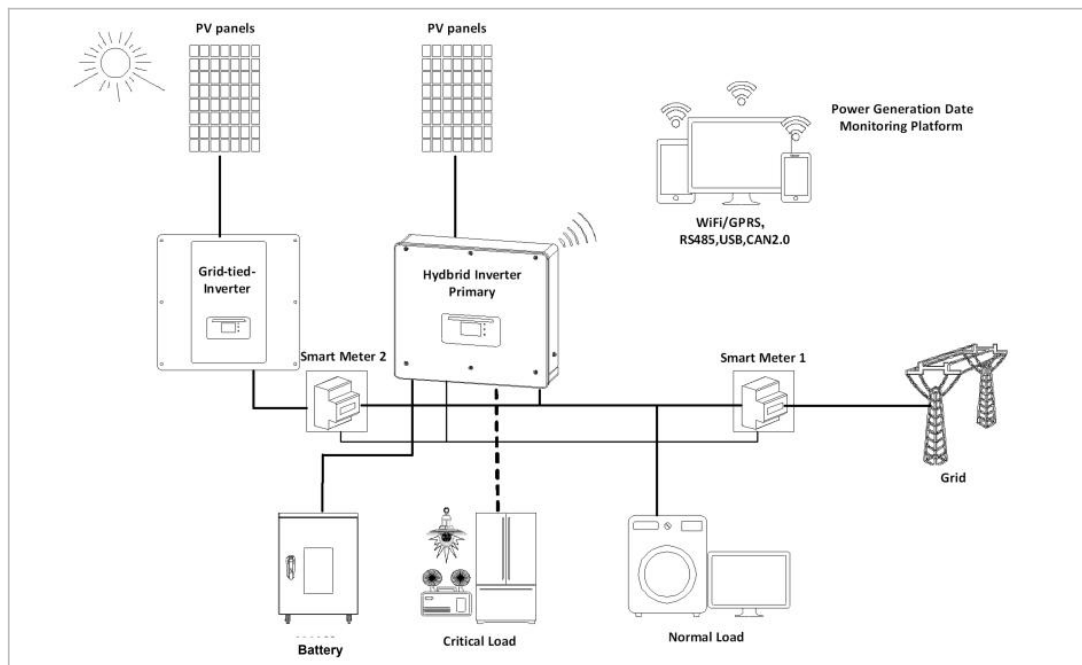 PV panels
PV panels
Power Generation Date
Monitoring Platform
WiFi/GPRS、
RS485,USB,CAN2.0
Grid-tied-
Inverter
Hydbrid Inverter
Primary
Smart Meter 2
Smart Meter 1
Grid
Battery
Critical Load
Normal Load